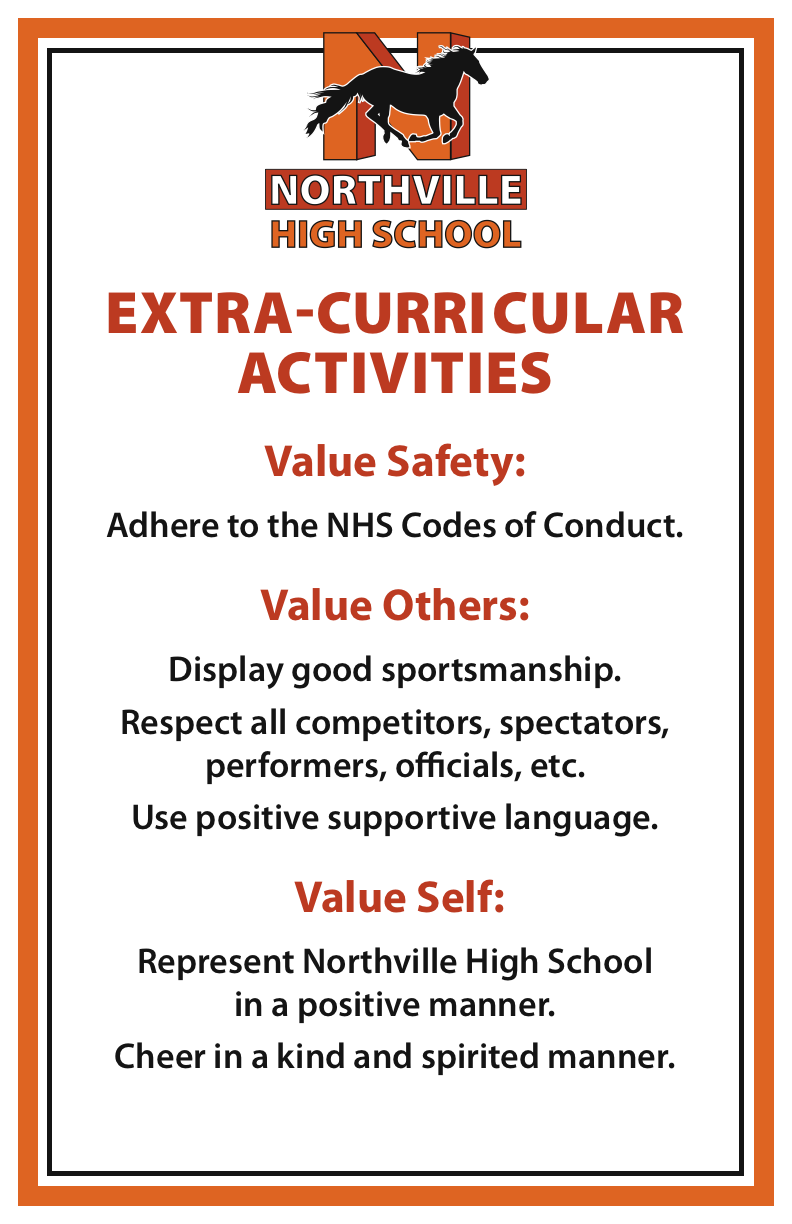 N
NORTHVILLE
HIGH SCHOOL
EXTRA-CURRICULAR
ACTIVITIES
Value Safety:
Adhere to the NHS Codes of Conduct.
Value Others:
Display good sportsmanship.
Respect all competitors, spectators,
performers, officials, etc.
Use positive supportive language.
Value Self:
Represent Northville High School
in a positive manner.
Cheer in a kind and spirited manner.